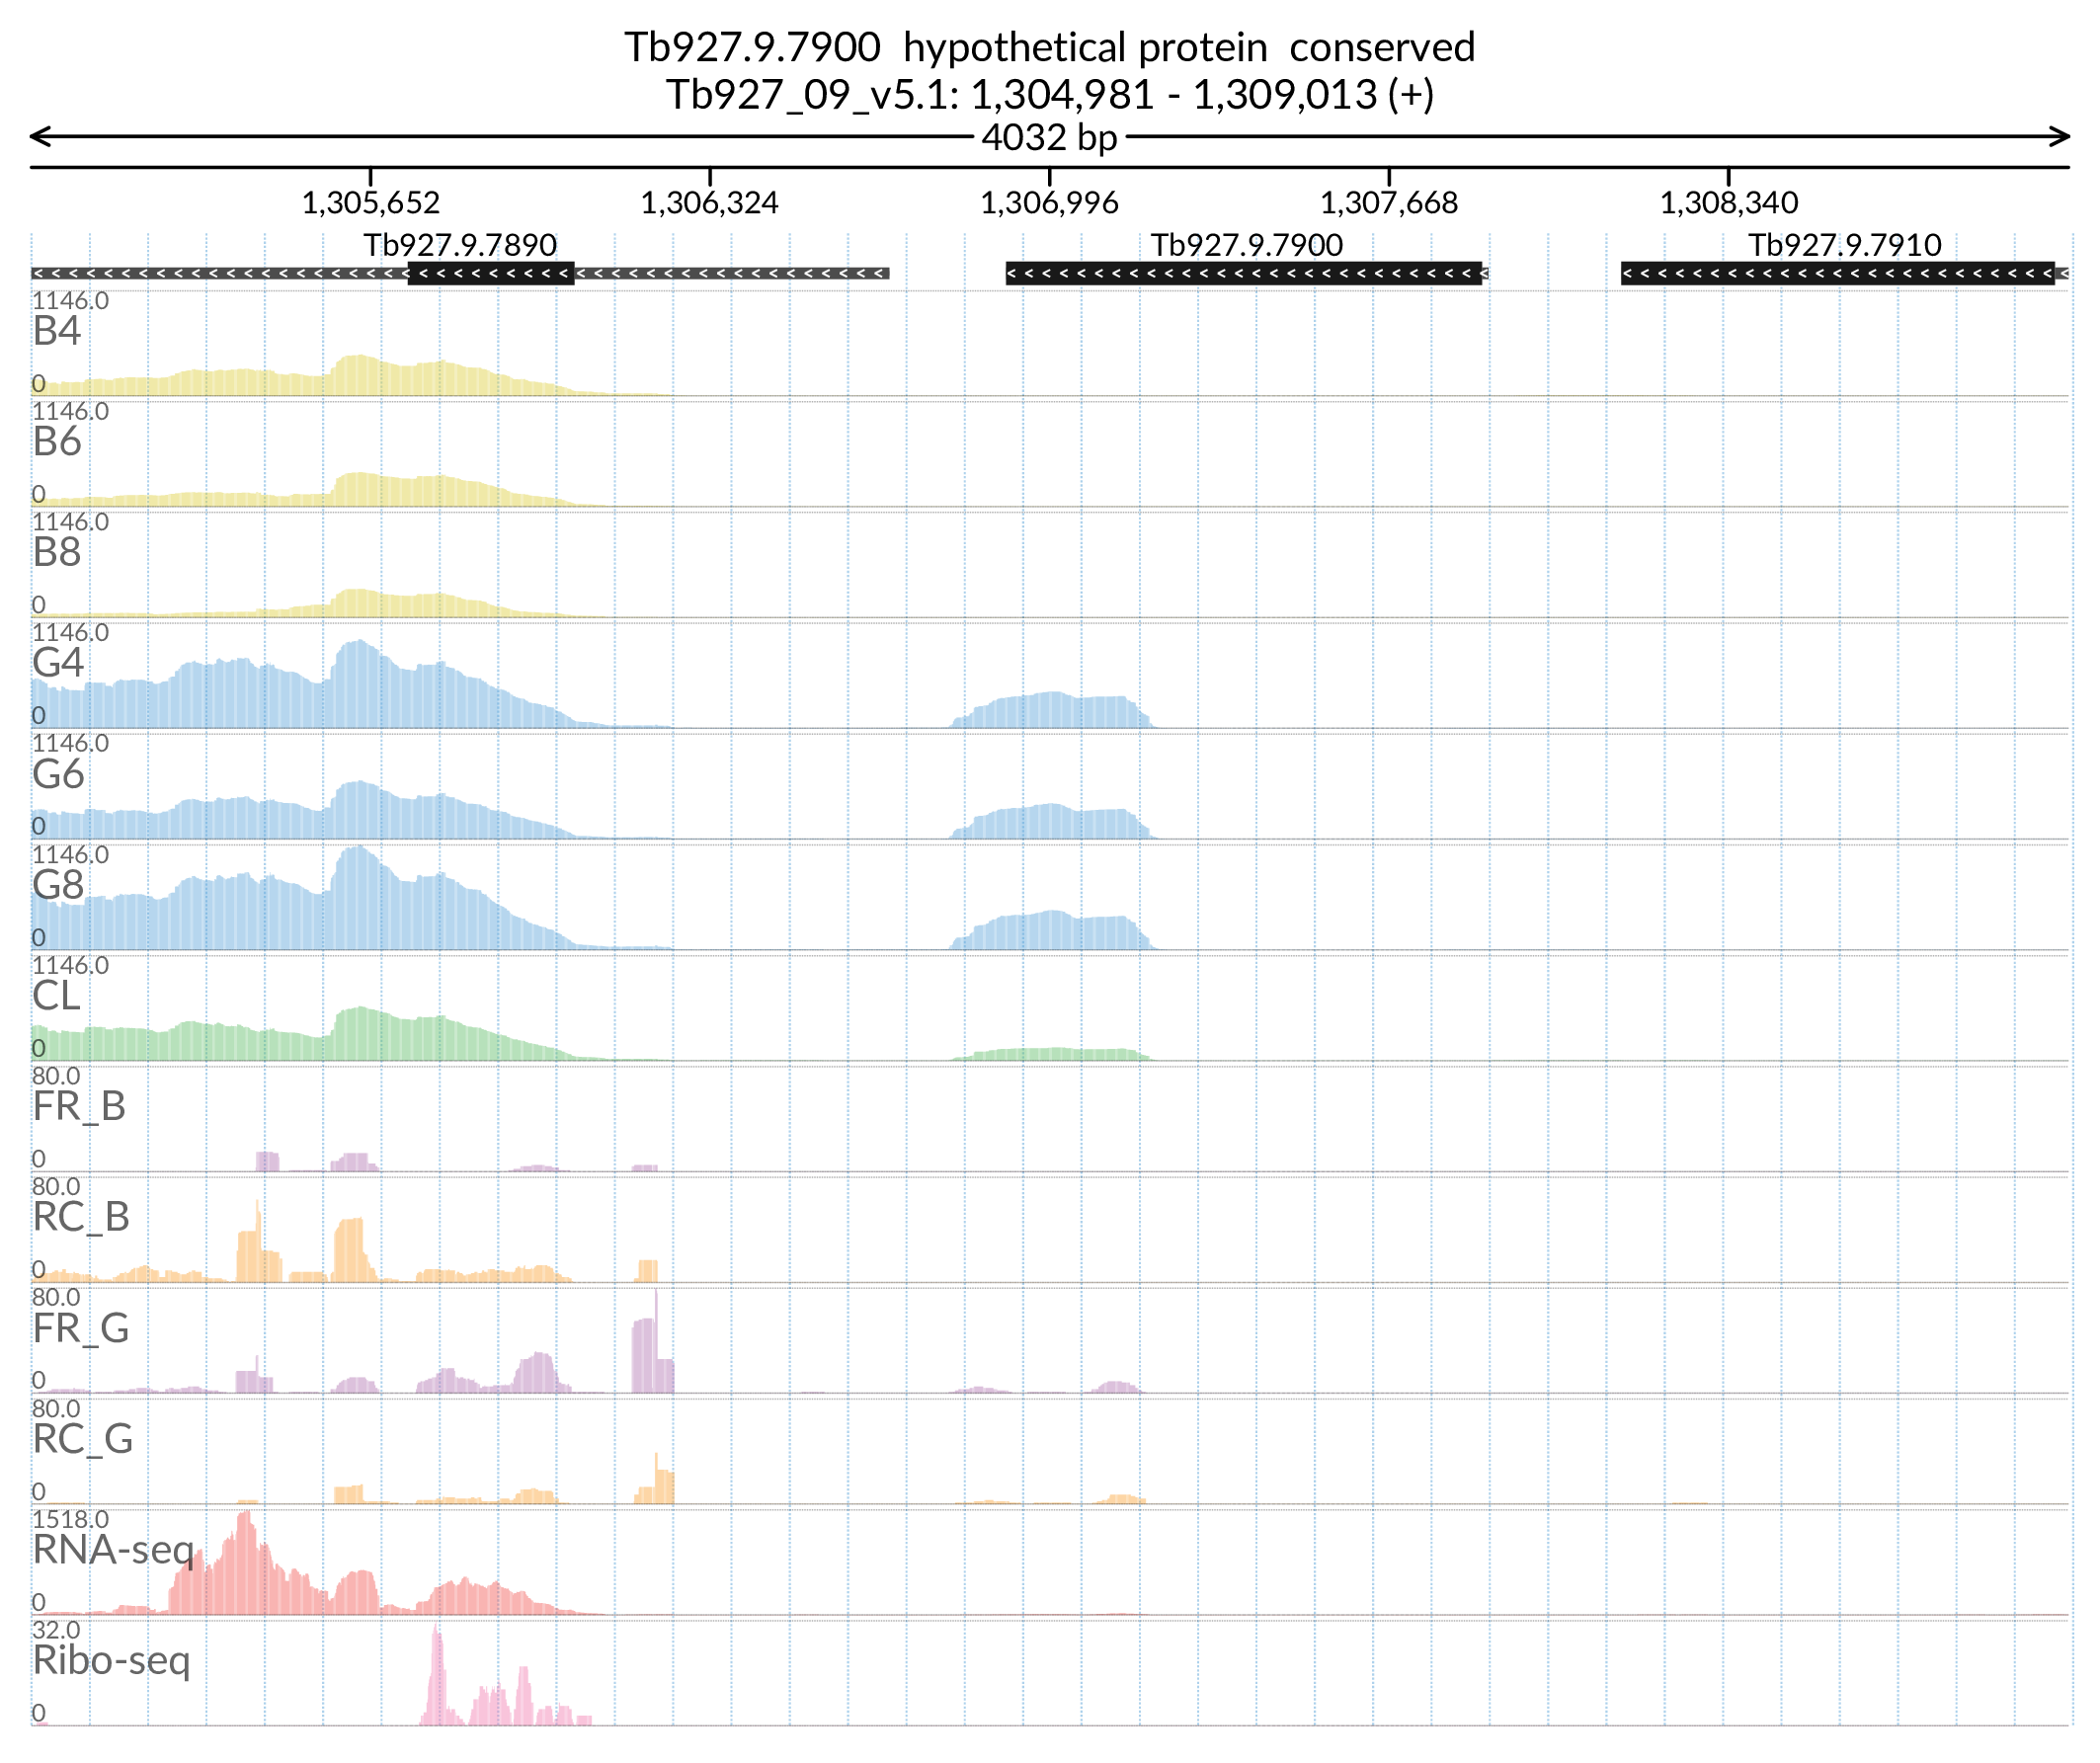 Tb927.9.7900 hypothetical protein conserved
Tb927_09_v5.1: 1,304,981 - 1,309,013 (+)
4032 bp
1,305,652 1,306,324 1,306,996 1,307,668 1,308,340
Tb927.9.7890 Tb927.9.7900 Tb927.9.7910
1146.0
B4
0
1146.0
B6
0
1146.0
B8
0
1146.0
G4
0
1146.0
G6
0
1146.0
G8
0
1146.0
CL
0
80.0
FR_B
0
80.0
RC_B
0
80.0
FR_G
0
80.0
RC_G
0
1518.0
RNA-seq
0
32.0
Ribo-seq
0